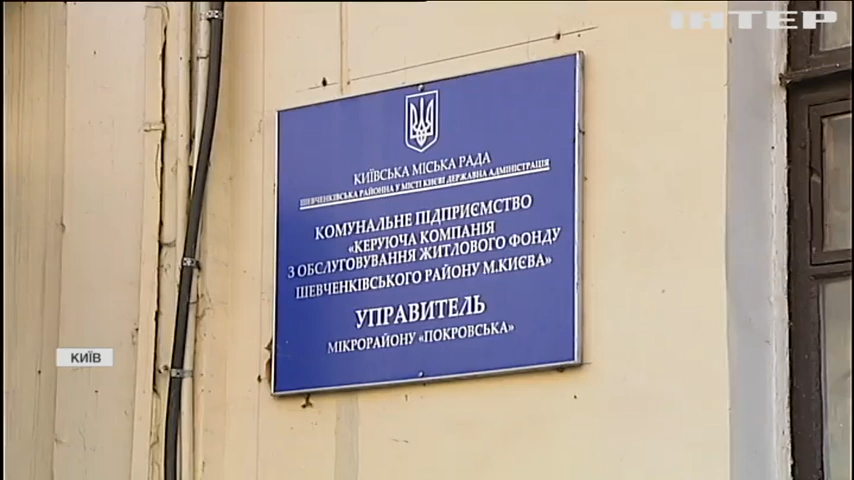 ІНТЕР
КИЇВСЬКА МІСЬКА РАДА
ШЕВЧЕНКІВСЬКА РАЙОННА У МІСТІ КИЄВІ ДЕРЖАВНА АДМІНІСТРАЦІЯ
КОМУНАЛЬНЕ ПІДПРИЄМСТВО
«КЕРУЮЧА КОМПАНІЯ
З ОБСЛУГОВУВАННЯ ЖИТЛОВОГО ФОНДУ
ШЕВЧЕНКІВСЬКОГО РАЙОНУ М.КИЄВА»
УПРАВИТЕЛЬ
МІКРОРАЙОНУ «ПОКРОВСЬКА»
КИЇВ